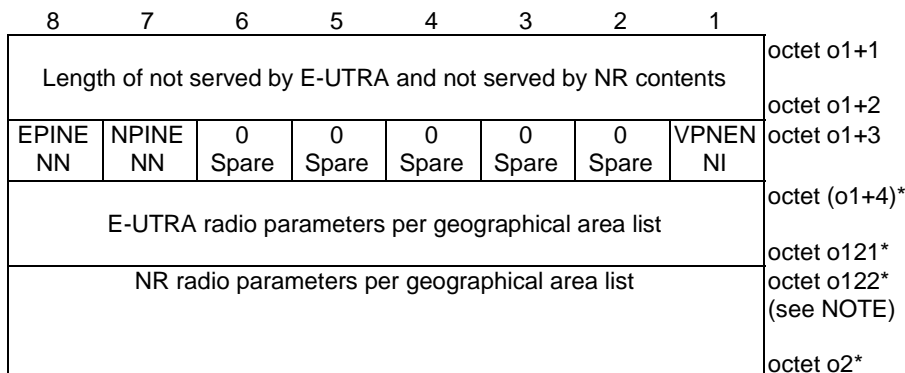 8 7 6 5 4 3 2 1
Length of not served by E-UTRA and not served by NR contents
octet o1+1
octet o1+2
EPINE NPINE 0 0 0 0 0 VPNEN octet o1+3
NN NN Spare Spare Spare Spare Spare NI
octet (o1+4)*
E-UTRA radio parameters per geographical area list
octet o121*
NR radio parameters per geographical area list octet o122*
(see NOTE)
octet o2*